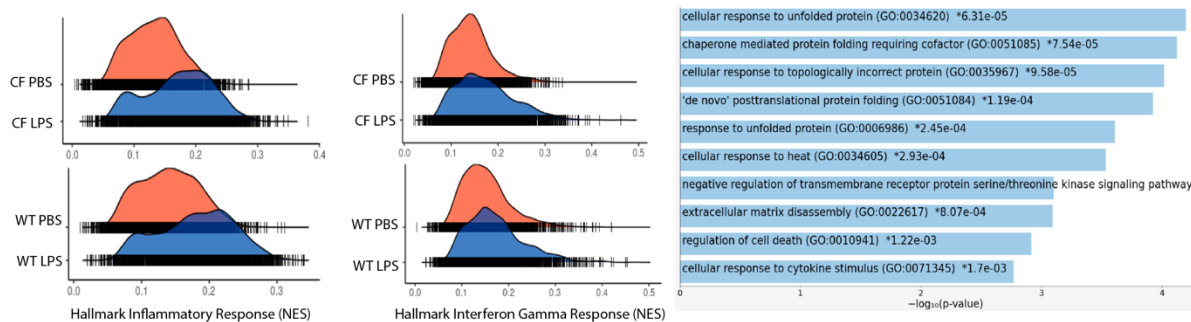 CF PBS
CF LPS
0.0 0.1 0.2 0.3 0.4
WT PBS
WT LPS
0.0 0.1 0.2 0.3
Hallmark Inflammatory Response (NES)
CF PBS
CF LPS
0.0 0.1 0.2 0.3 0.4 0.5
WT PBS
WT LPS
0.0 0.1 0.2 0.3 0.4 0.5
Hallmark Interferon Gamma Response (NES)
cellular response to unfolded protein (GO:0034620) *6.31e-05
chaperone mediated protein folding requiring cofactor (GO:0051085) *7.54e-05
cellular response to topologically incorrect protein (GO:0035967) *9.58e-05
'de novo' posttranslational protein folding (GO:0051084) *1.19e-04
response to unfolded protein (GO:0006986) *2.45e-04
cellular response to heat (GO:0034605) *2.93e-04
negative regulation of transmembrane receptor protein serine/threonine kinase signaling pathway
extracellular matrix disassembly (GO:0022617) *8.07e-04
regulation of cell death (GO:0010941) *1.22e-03
cellular response to cytokine stimulus (GO:0071345) *1.7e-03
0 1 2 3 4
−log₁₀(p-value)